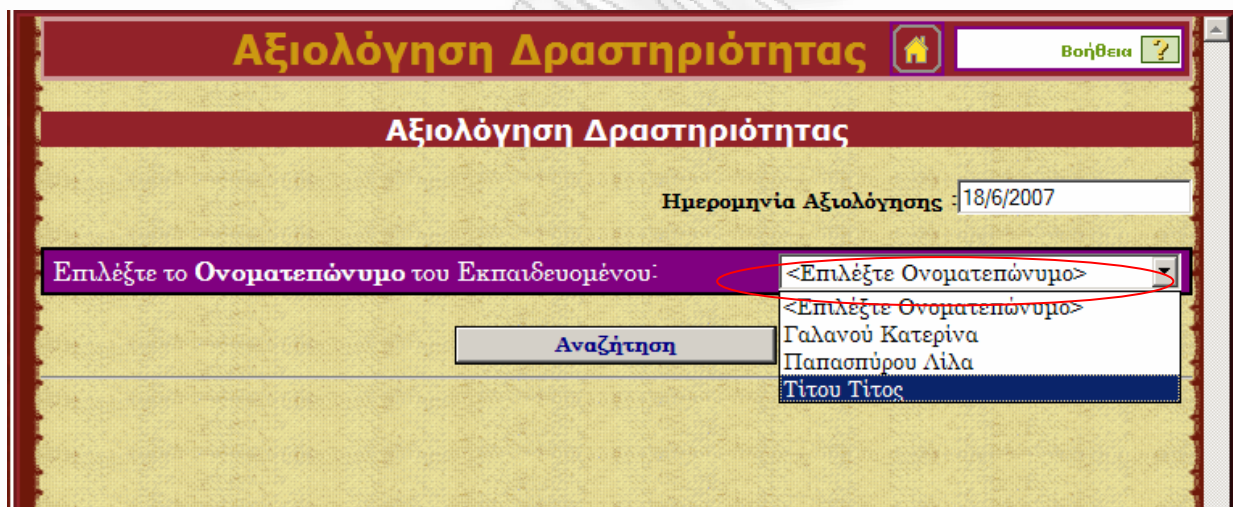 Αξιολόγηση Δραστηριότητας
Βοήθεια ?
Αξιολόγηση Δραστηριότητας
Ημερομηνία Αξιολόγησης : 18/6/2007
Επιλέξτε το Ονοματεπώνυμο του Εκπαιδευομένου: <Επιλέξτε Ονοματεπώνυμο>
<Επιλέξτε Ονοματεπώνυμο>
Γαλανού Κατερίνα
Αναζήτηση
Παπασπύρου Λίλα
Τίτου Τίτος